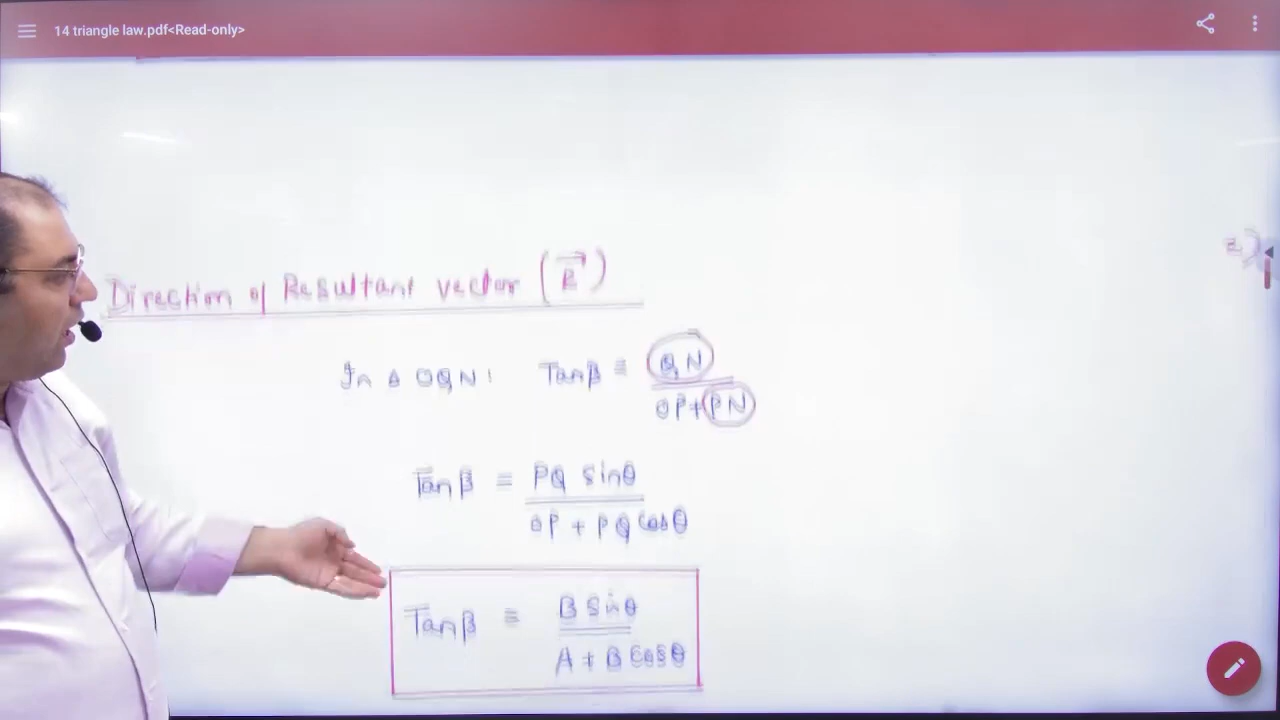 14 triangle law.pdf<Read-only>
Direction of Resultant vector (R⃗)
In Δ OQN: Tanβ = QN / OP+PN
Tanβ = PQ sinθ / OP + PQ cosθ
Tanβ = B sinθ / A + B cosθ